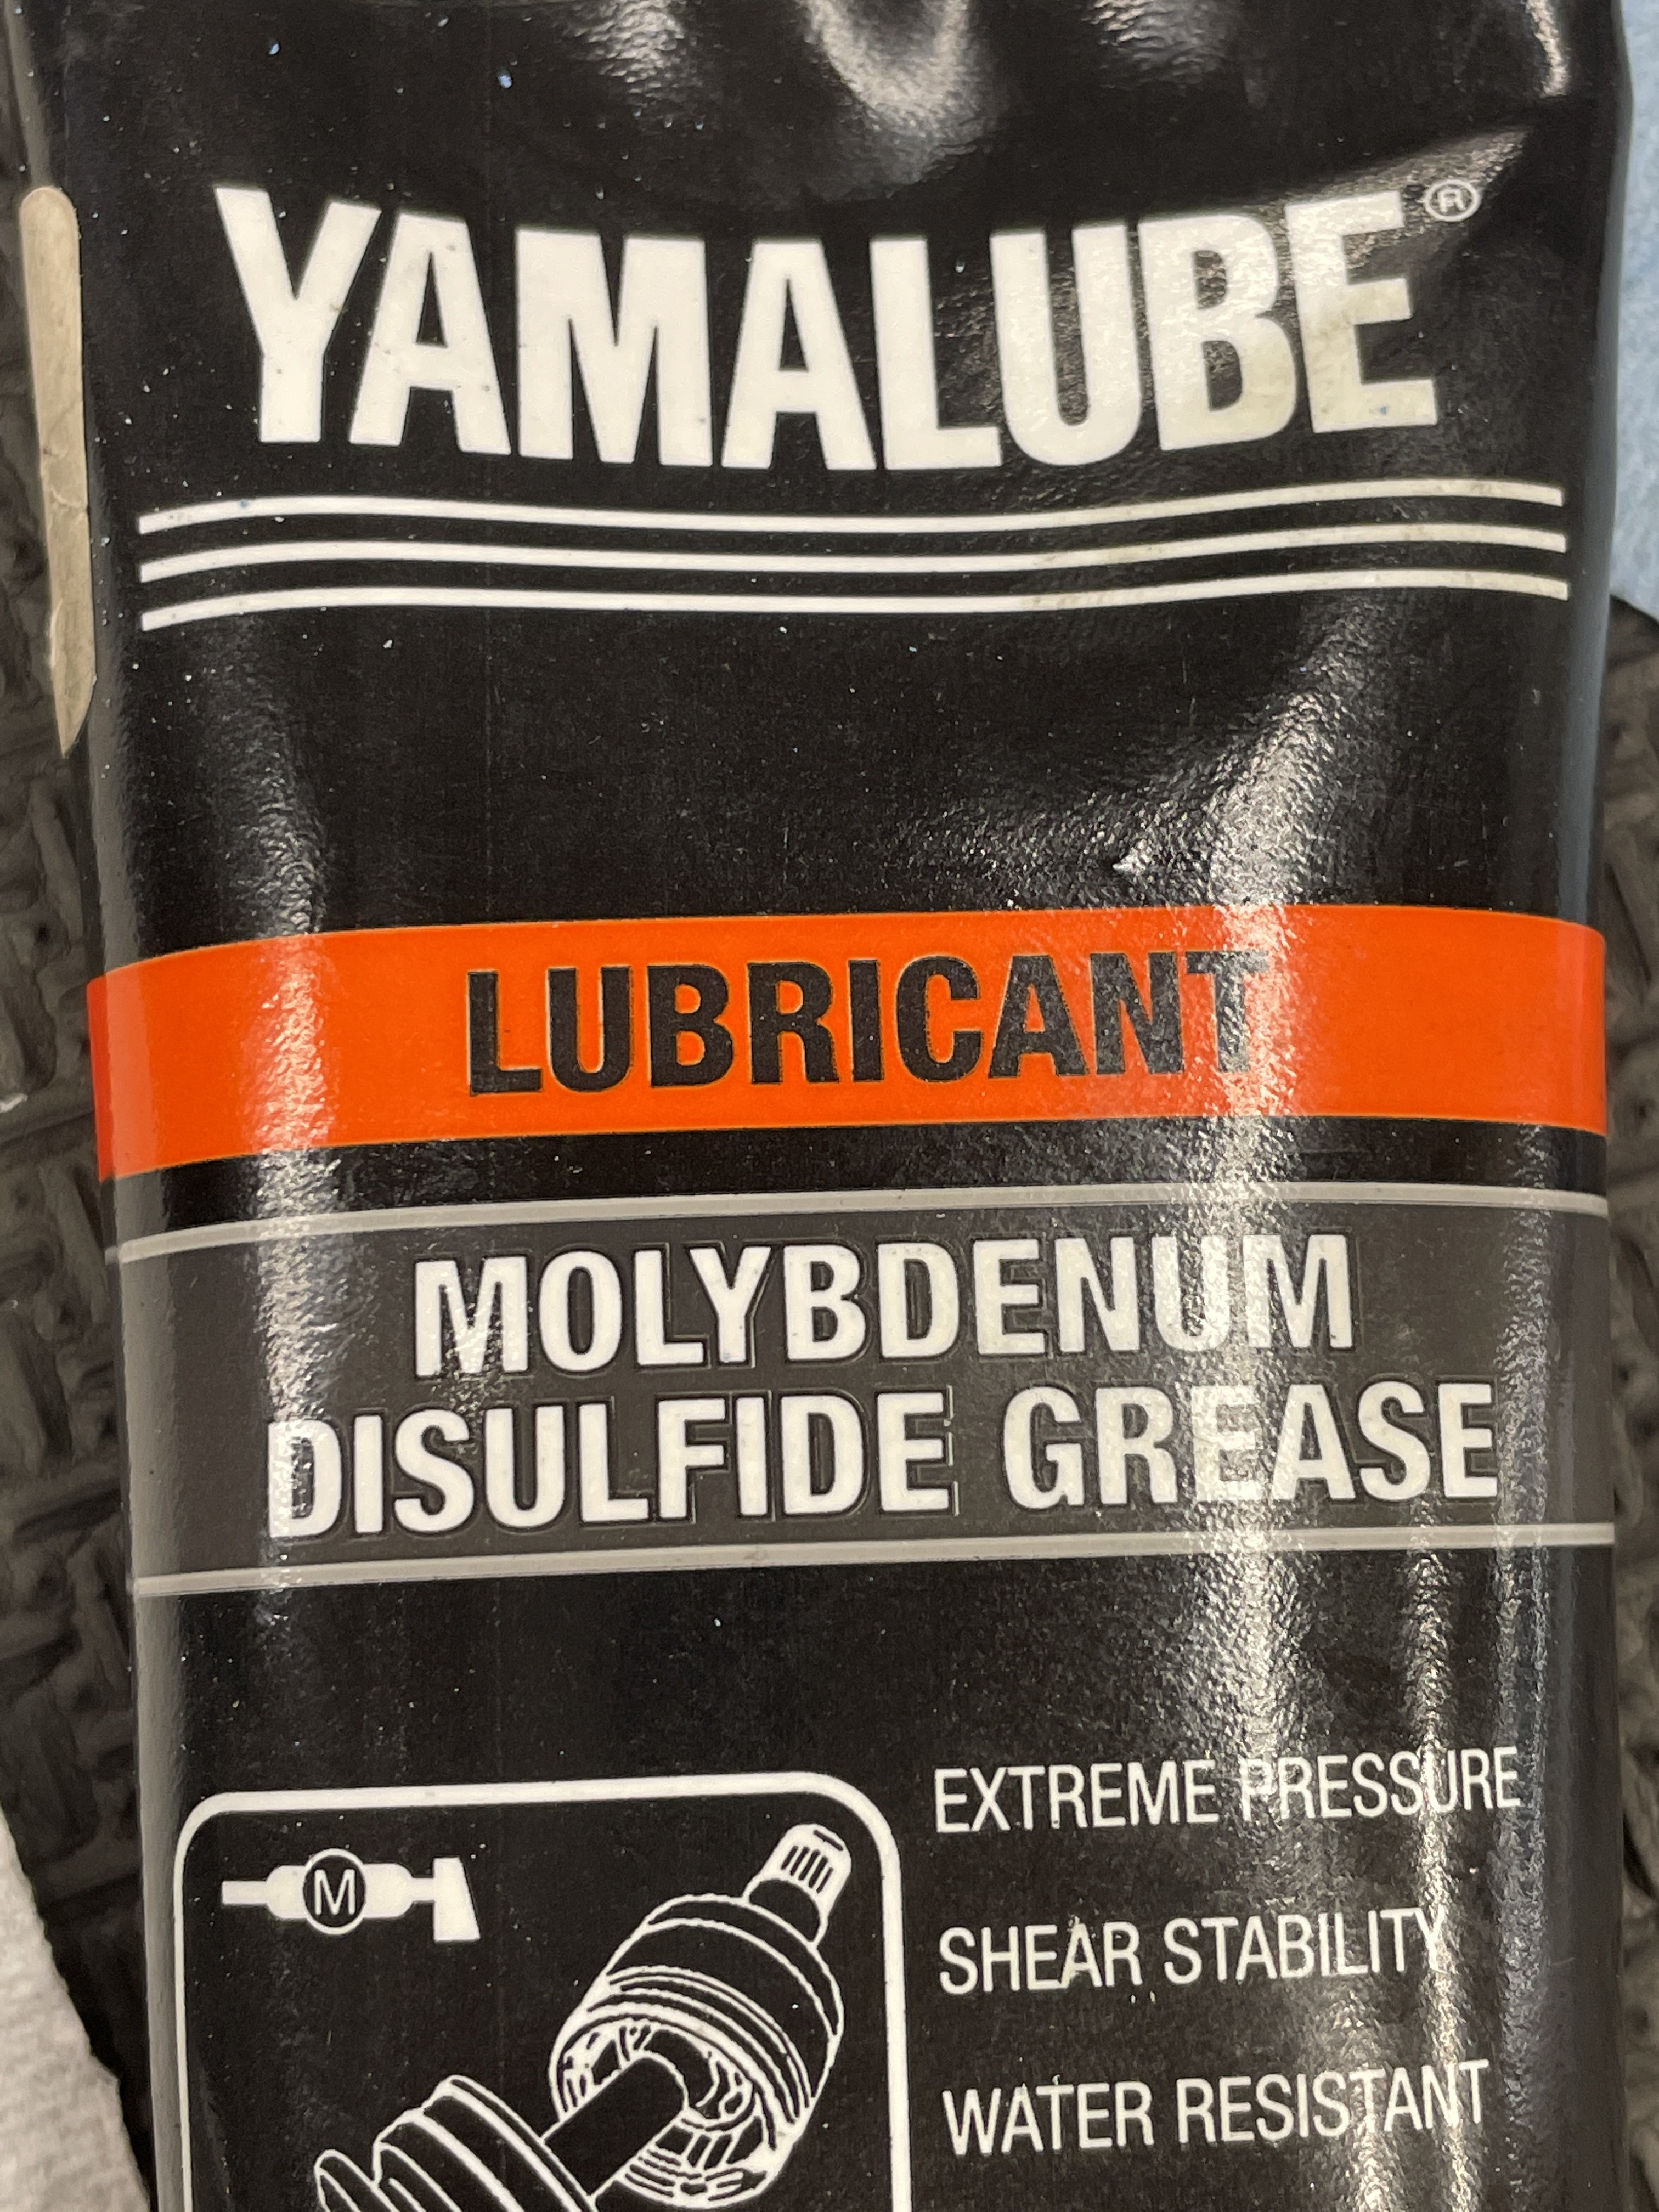 YAMALUBE®
LUBRICANT
MOLYBDENUM
DISULFIDE GREASE
EXTREME PRESSURE
M
SHEAR STABILITY
WATER RESISTANT